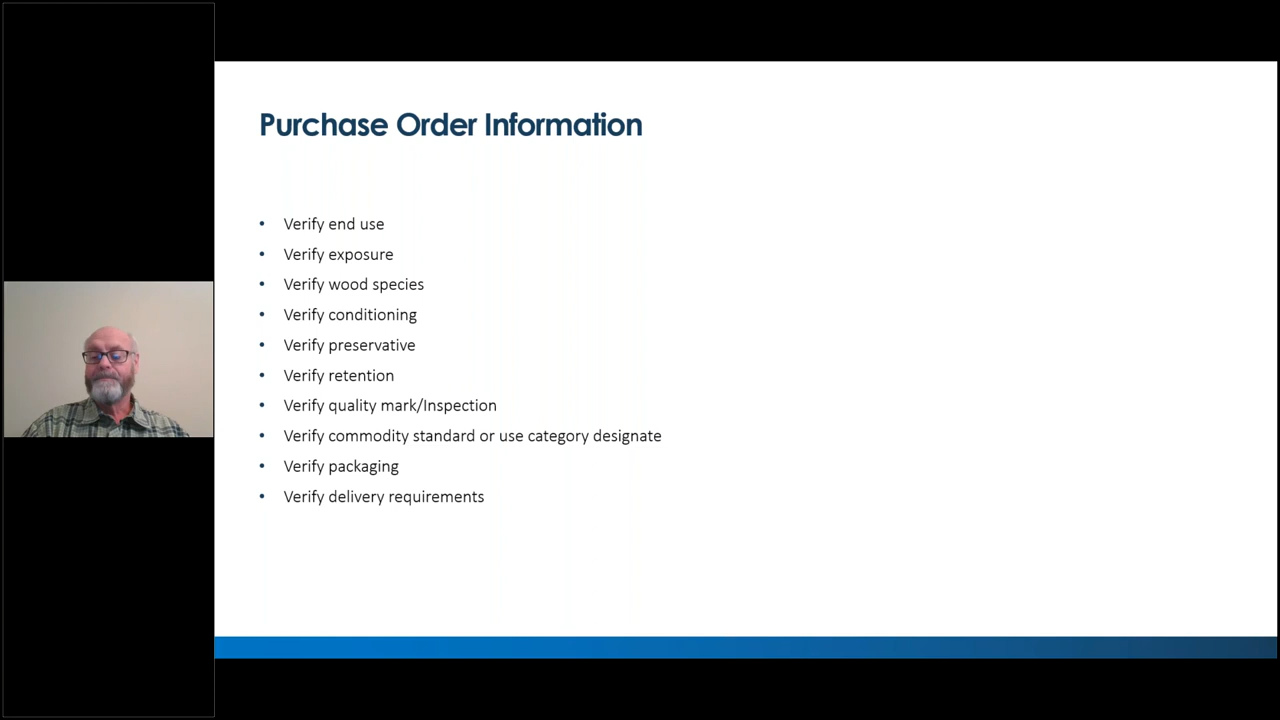 Purchase Order Information
• Verify end use
• Verify exposure
• Verify wood species
• Verify conditioning
• Verify preservative
• Verify retention
• Verify quality mark/Inspection
• Verify commodity standard or use category designate
• Verify packaging
• Verify delivery requirements